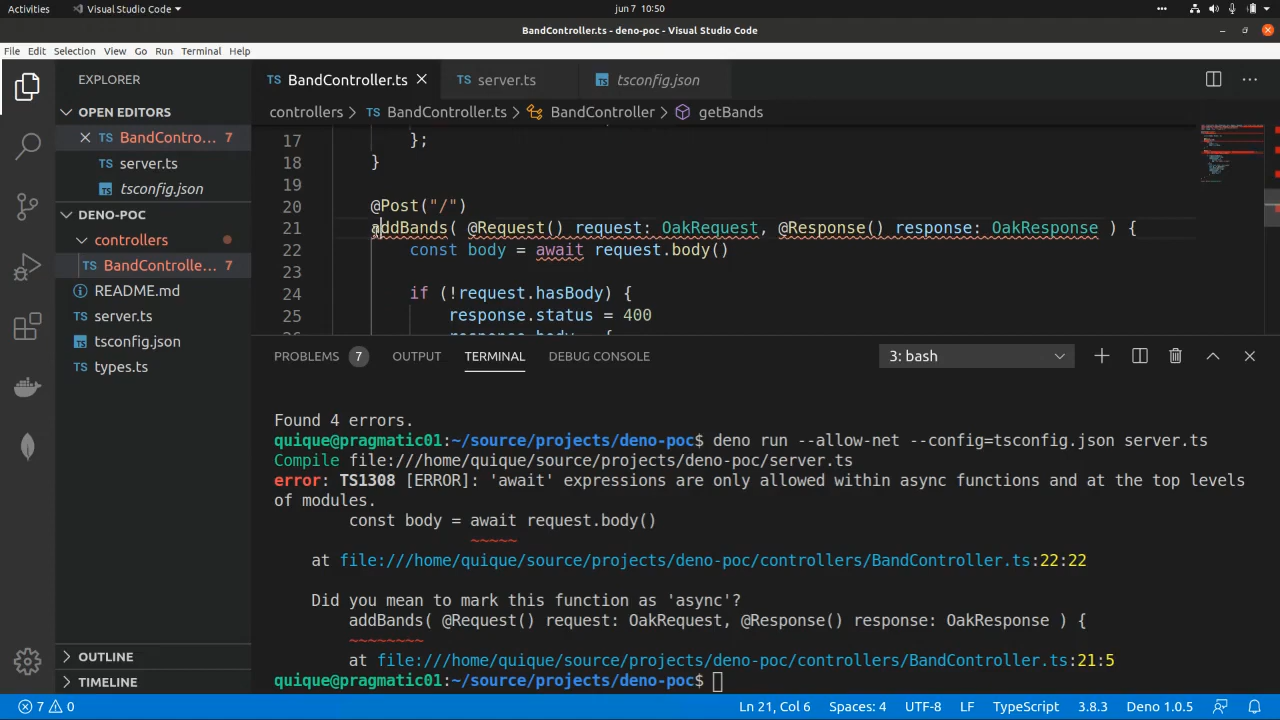 Activities
Visual Studio Code
jun 7 10:50
BandController.ts - deno-poc - Visual Studio Code
File Edit Selection View Go Run Terminal Help
EXPLORER
OPEN EDITORS
BandContro... 7
server.ts
tsconfig.json
DENO-POC
controllers
TS BandControlle... 7
README.md
TS server.ts
tsconfig.json
TS types.ts
OUTLINE
TIMELINE
TS BandController.ts
TS server.ts
tsconfig.json
controllers > TS BandController.ts > BandController > getBands
17 };
18 }
19
20 @Post("/")
21 addBands( @Request() request: OakRequest, @Response() response: OakResponse ) {
22 const body = await request.body()
23
24 if (!request.hasBody) {
25 response.status = 400
26 response.body = {
PROBLEMS 7 OUTPUT TERMINAL DEBUG CONSOLE
3: bash
Found 4 errors.
quique@pragmatic01:~/source/projects/deno-poc$ deno run --allow-net --config=tsconfig.json server.ts
Compile file:///home/quique/source/projects/deno-poc/server.ts
error: TS1308 [ERROR]: 'await' expressions are only allowed within async functions and at the top levels
of modules.
const body = await request.body()
~~~~~
at file:///home/quique/source/projects/deno-poc/controllers/BandController.ts:22:22
Did you mean to mark this function as 'async'?
addBands( @Request() request: OakRequest, @Response() response: OakResponse ) {
~~~~~~~~
at file:///home/quique/source/projects/deno-poc/controllers/BandController.ts:21:5
quique@pragmatic01:~/source/projects/deno-poc$
7 0
Ln 21, Col 6 Spaces: 4 UTF-8 LF TypeScript 3.8.3 Deno 1.0.5